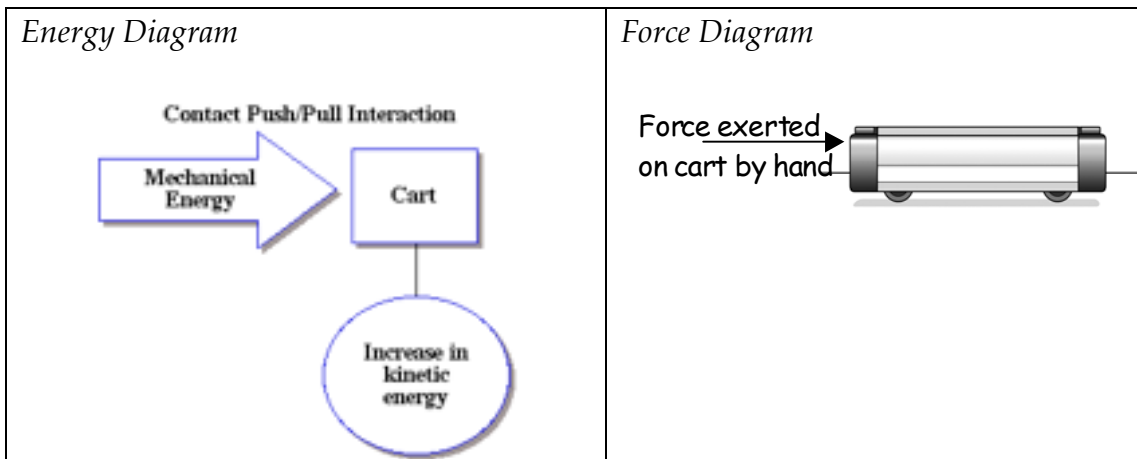 Energy Diagram
Contact Push/Pull Interaction
Mechanical
Energy
Cart
Increase in
kinetic
energy
Force Diagram
Force exerted
on cart by hand